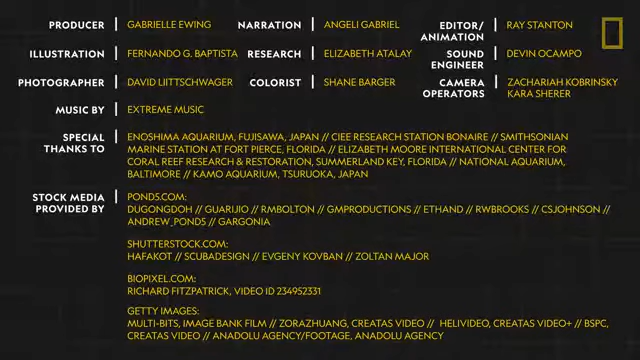 PRODUCER | GABRIELLE EWING NARRATION | ANGELI GABRIEL EDITOR/ ANIMATION | RAY STANTON
ILLUSTRATION | FERNANDO G. BAPTISTA RESEARCH | ELIZABETH ATALAY SOUND ENGINEER | DEVIN OCAMPO
PHOTOGRAPHER | DAVID LIITTSCHWAGER COLORIST | SHANE BARGER CAMERA OPERATORS | ZACHARIAH KOBRINSKY
KARA SHERER
MUSIC BY | EXTREME MUSIC
SPECIAL THANKS TO | ENOSHIMA AQUARIUM, FUJISAWA, JAPAN // CIEE RESEARCH STATION BONAIRE // SMITHSONIAN
MARINE STATION AT FORT PIERCE, FLORIDA // ELIZABETH MOORE INTERNATIONAL CENTER FOR
CORAL REEF RESEARCH & RESTORATION, SUMMERLAND KEY, FLORIDA // NATIONAL AQUARIUM,
BALTIMORE // KAMO AQUARIUM, TSURUOKA, JAPAN
STOCK MEDIA PROVIDED BY | POND5.COM:
DUGONGDOH // GUARIJIO // RMBOLTON // GMPRODUCTIONS // ETHAND // RWBROOKS // CSJOHNSON //
ANDREW_POND5 // GARGONIA
SHUTTERSTOCK.COM:
HAFAKOT // SCUBADESIGN // EVGENY KOVBAN // ZOLTAN MAJOR
BIOPIXEL.COM:
RICHARD FITZPATRICK, VIDEO ID 234952331
GETTY IMAGES:
MULTI-BITS, IMAGE BANK FILM // ZORAZHUANG, CREATAS VIDEO // HELIVIDEO, CREATAS VIDEO+ // BSPC,
CREATAS VIDEO // ANADOLU AGENCY/FOOTAGE, ANADOLU AGENCY